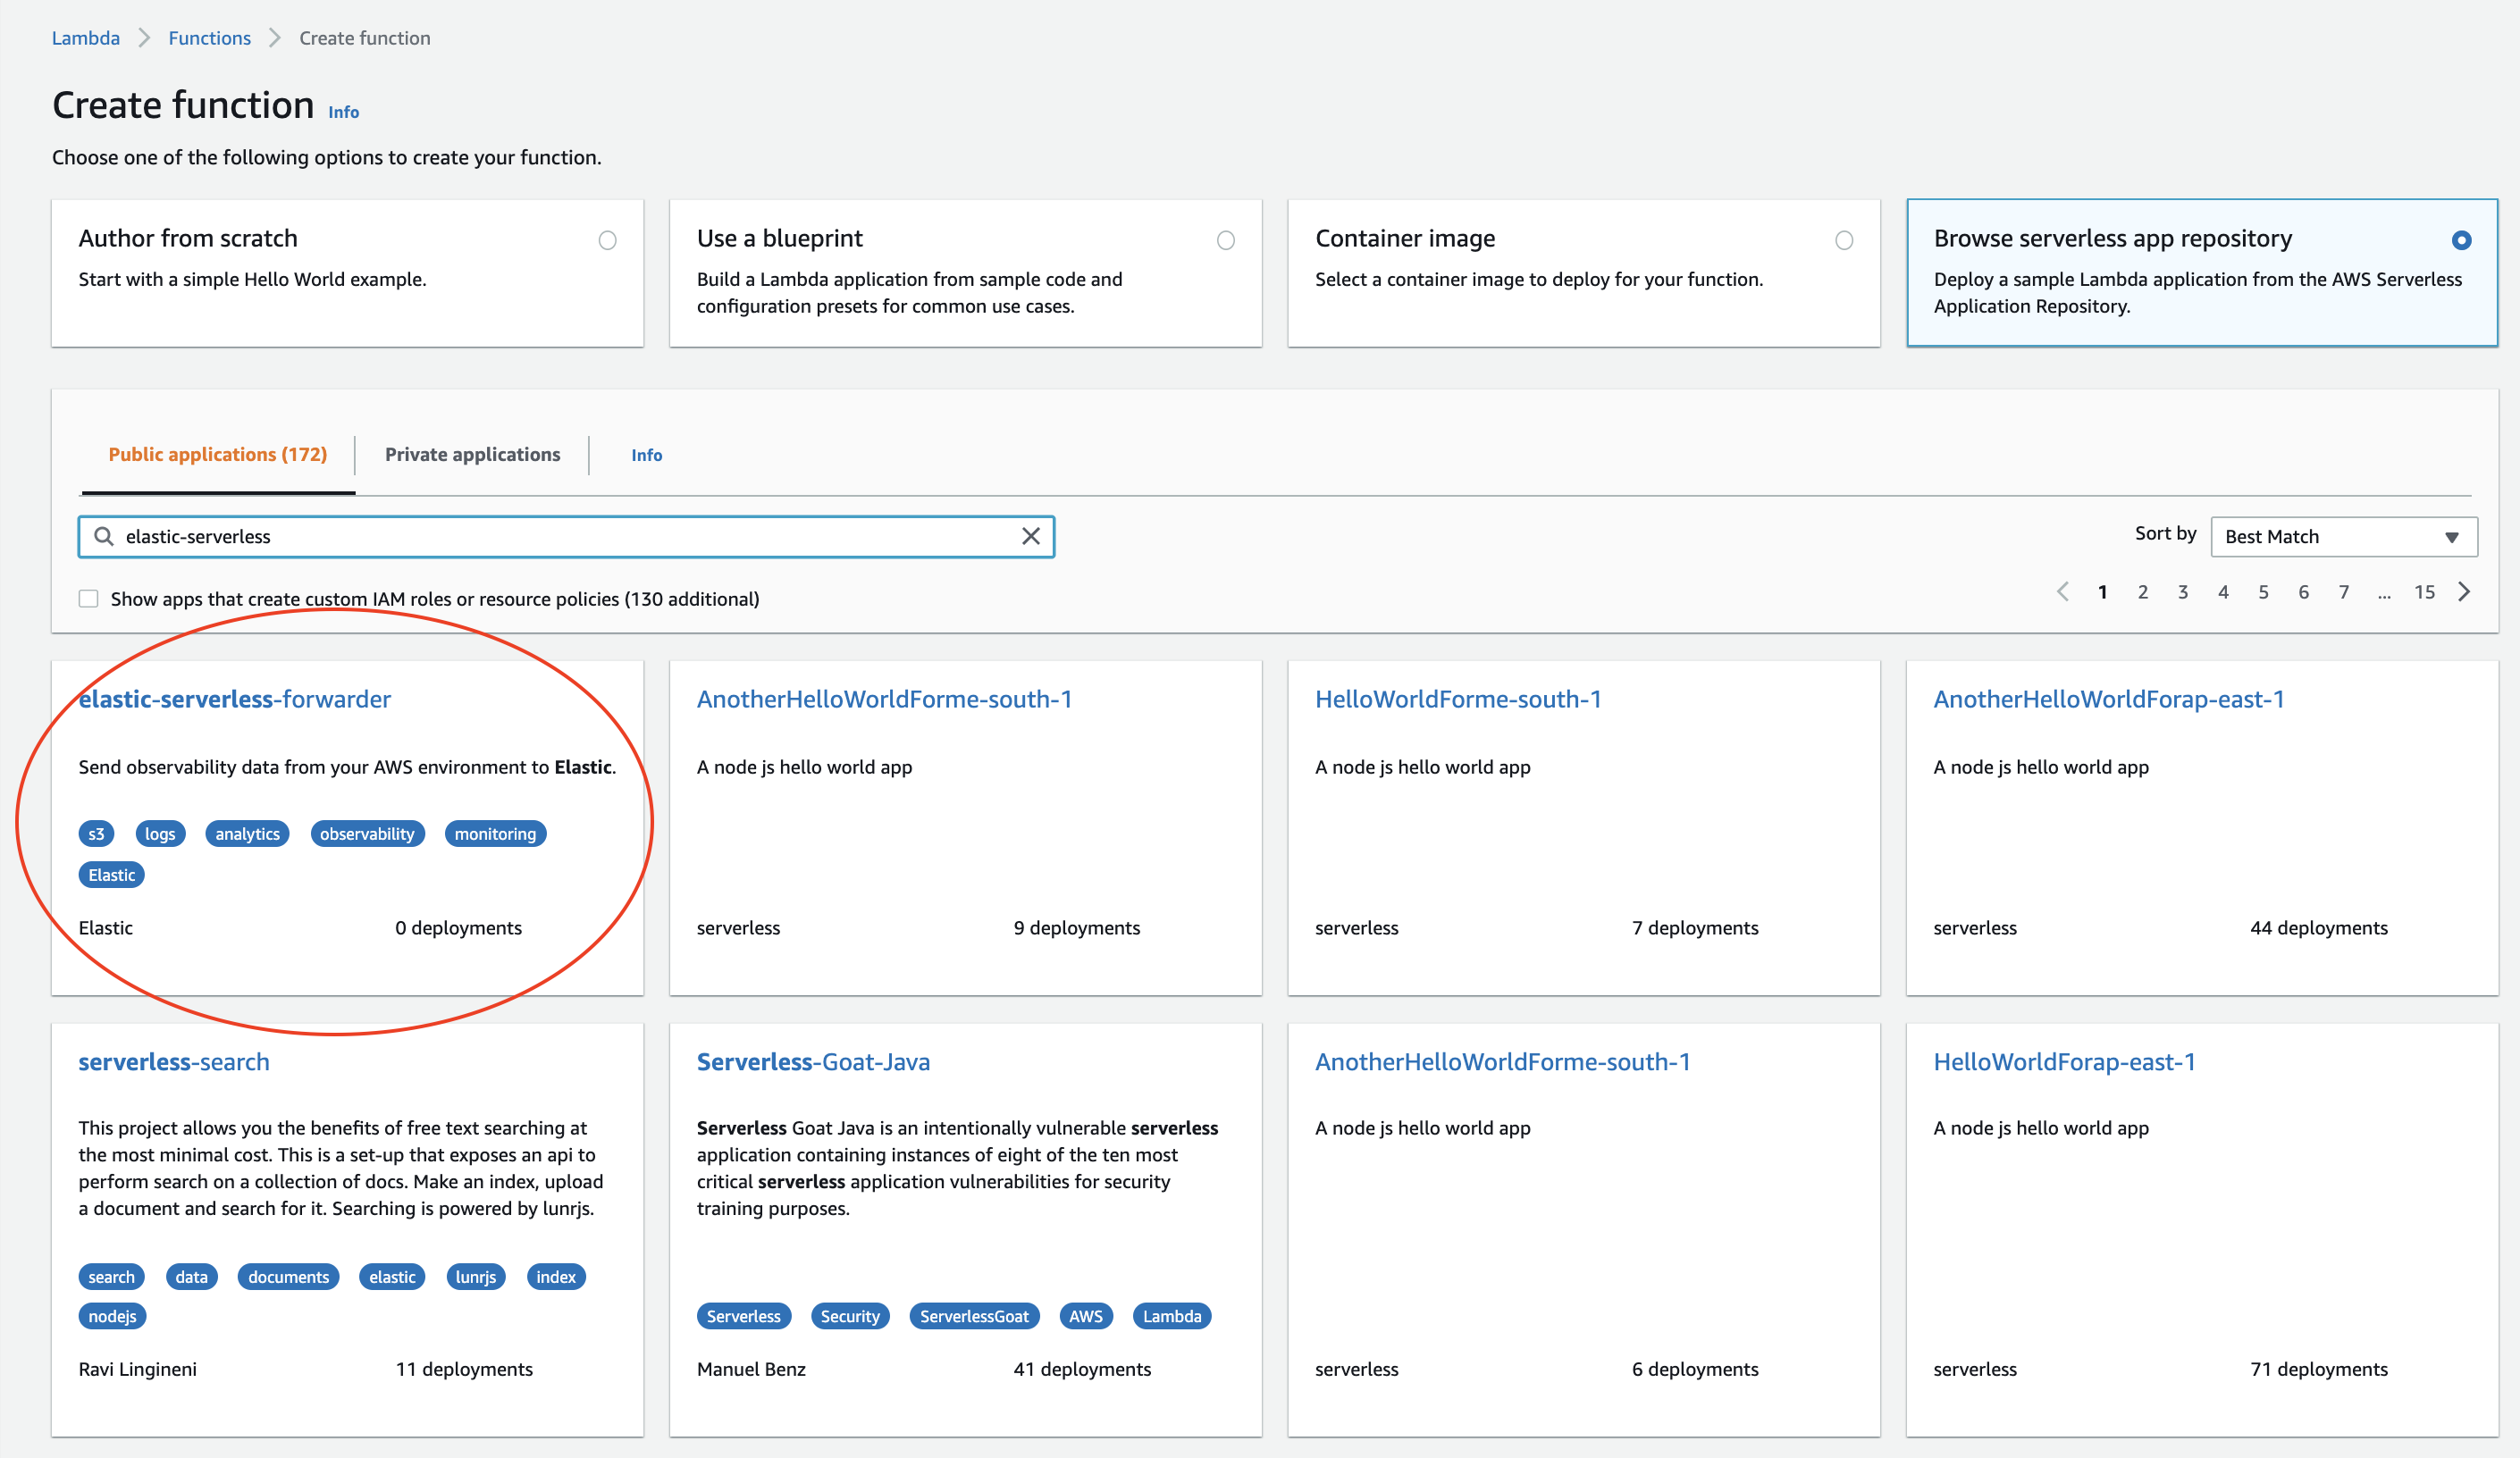 Lambda > Functions > Create function
Create function Info
Choose one of the following options to create your function.
Author from scratch
Start with a simple Hello World example.
Use a blueprint
Build a Lambda application from sample code and
configuration presets for common use cases.
Container image
Select a container image to deploy for your function.
Browse serverless app repository
Deploy a sample Lambda application from the AWS Serverless
Application Repository.
Public applications (172)
Private applications
Info
elastic-serverless
Sort by Best Match
Show apps that create custom IAM roles or resource policies (130 additional)
1 2 3 4 5 6 7 ... 15
elastic-serverless-forwarder
Send observability data from your AWS environment to Elastic.
s3 logs analytics observability monitoring
Elastic
Elastic 0 deployments
AnotherHelloWorldForme-south-1
A node js hello world app
serverless 9 deployments
HelloWorldForme-south-1
A node js hello world app
serverless 7 deployments
AnotherHelloWorldForap-east-1
A node js hello world app
serverless 44 deployments
serverless-search
This project allows you the benefits of free text searching at
the most minimal cost. This is a set-up that exposes an api to
perform search on a collection of docs. Make an index, upload
a document and search for it. Searching is powered by lunrjs.
search data documents elastic lunrjs index
nodejs
Ravi Lingineni 11 deployments
Serverless-Goat-Java
Serverless Goat Java is an intentionally vulnerable serverless
application containing instances of eight of the ten most
critical serverless application vulnerabilities for security
training purposes.
Serverless Security ServerlessGoat AWS Lambda
Manuel Benz 41 deployments
AnotherHelloWorldForme-south-1
A node js hello world app
serverless 6 deployments
HelloWorldForap-east-1
A node js hello world app
serverless 71 deployments